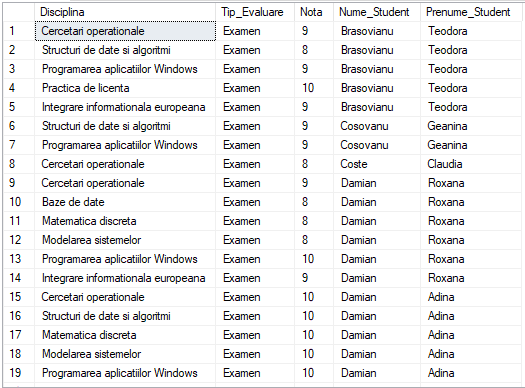 Disciplina Tip_Evaluare Nota Nume_Student Prenume_Student
1 Cercetari operationale Examen 9 Brasovianu Teodora
2 Structuri de date si algoritmi Examen 8 Brasovianu Teodora
3 Programarea aplicatiilor Windows Examen 9 Brasovianu Teodora
4 Practica de licenta Examen 10 Brasovianu Teodora
5 Integrare informationala europeana Examen 9 Brasovianu Teodora
6 Structuri de date si algoritmi Examen 9 Cosovanu Geanina
7 Programarea aplicatiilor Windows Examen 9 Cosovanu Geanina
8 Cercetari operationale Examen 8 Coste Claudia
9 Cercetari operationale Examen 9 Damian Roxana
10 Baze de date Examen 8 Damian Roxana
11 Matematica discreta Examen 8 Damian Roxana
12 Modelarea sistemelor Examen 8 Damian Roxana
13 Programarea aplicatiilor Windows Examen 10 Damian Roxana
14 Integrare informationala europeana Examen 9 Damian Roxana
15 Cercetari operationale Examen 10 Damian Adina
16 Structuri de date si algoritmi Examen 10 Damian Adina
17 Matematica discreta Examen 10 Damian Adina
18 Modelarea sistemelor Examen 10 Damian Adina
19 Programarea aplicatiilor Windows Examen 10 Damian Adina